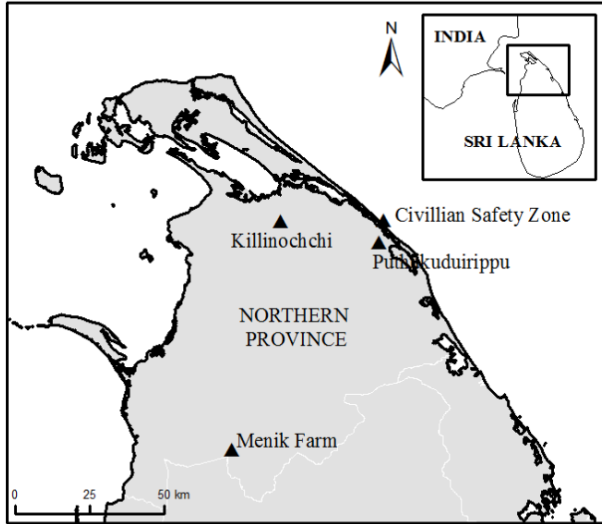 N
INDIA
SRI LANKA
Civillian Safety Zone
Killinochchi
Puthukuduirippu
NORTHERN
PROVINCE
Menik Farm
0 25 50 km